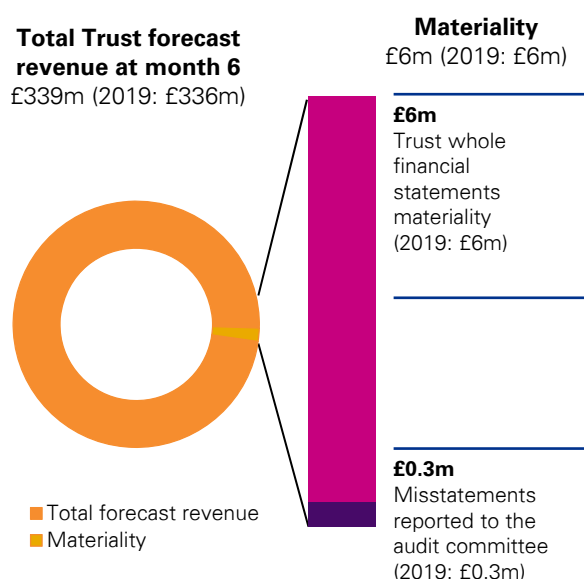 Total Trust forecast
revenue at month 6
£339m (2019: £336m)
Materiality
£6m (2019: £6m)
£6m
Trust whole
financial
statements
materiality
(2019: £6m)
£0.3m
Misstatements
reported to the
audit committee
(2019: £0.3m)
Total forecast revenue
Materiality